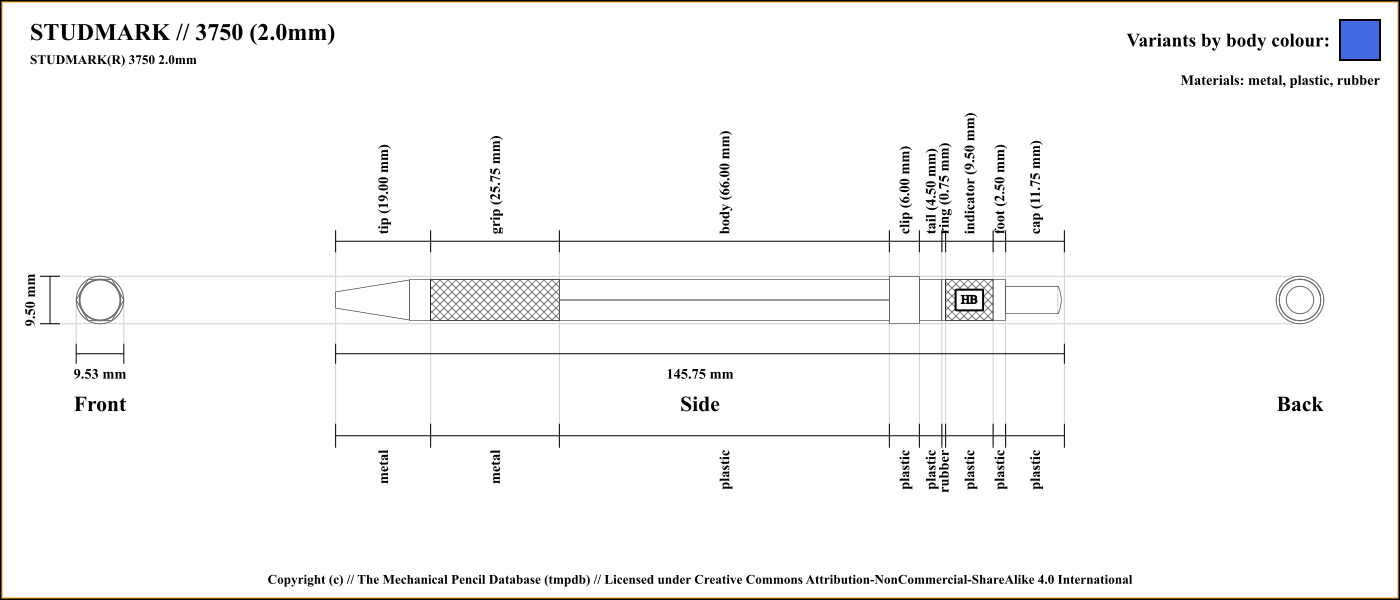 STUDMARK // 3750 (2.0mm)
STUDMARK(R) 3750 2.0mm
Variants by body colour:
Materials: metal, plastic, rubber
tip (19.00 mm)
grip (25.75 mm)
body (66.00 mm)
clip (6.00 mm)
tail (4.50 mm)
ring (0.75 mm)
indicator (9.50 mm)
foot (2.50 mm)
cap (11.75 mm)
9.50 mm
HB
9.53 mm
145.75 mm
Front
Side
Back
metal
metal
plastic
plastic
plastic
rubber
plastic
plastic
plastic
Copyright (c) // The Mechanical Pencil Database (tmpdb) // Licensed under Creative Commons Attribution-NonCommercial-ShareAlike 4.0 International